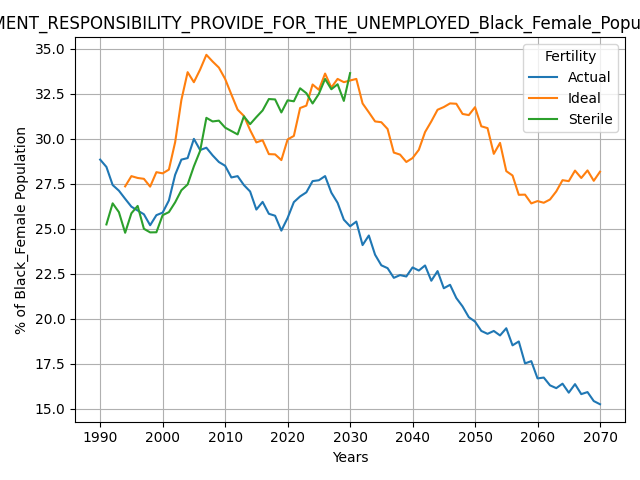 MENT_RESPONSIBILITY_PROVIDE_FOR_THE_UNEMPLOYED_Black_Female_Popu
35.0
32.5
30.0
27.5
25.0
22.5
20.0
17.5
15.0
% of Black_Female Population
Fertility
Actual
Ideal
Sterile
1990 2000 2010 2020 2030 2040 2050 2060 2070
Years